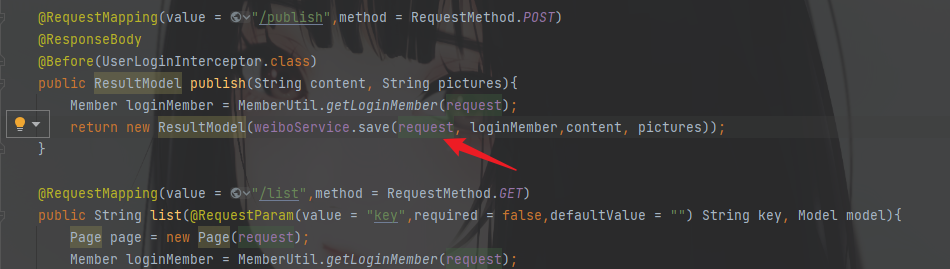 @RequestMapping(value = "/publish",method = RequestMethod.POST)
@ResponseBody
@Before(UserLoginInterceptor.class)
public ResultModel publish(String content, String pictures){
Member loginMember = MemberUtil.getLoginMember(request);
return new ResultModel(weiboService.save(request, loginMember,content, pictures));
}
@RequestMapping(value = "/list",method = RequestMethod.GET)
public String list(@RequestParam(value = "key",required = false,defaultValue = "") String key, Model model){
Page page = new Page(request);
Member loginMember = MemberUtil.getLoginMember(request);